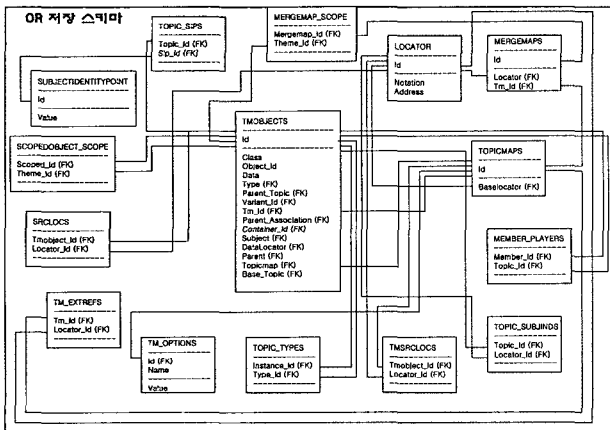 OR 저장 스키마
TOPIC_SIPS
Topic_Id (FK)
Sip_Id (FK)
MERGEMAP_SCOPE
Mergemap_Id (FK)
Theme_Id (FK)
LOCATOR
Id
Notation
Address
MERGEMAPS
Id
Locator (FK)
Tm_Id (FK)
SUBJECTIDENTITYPOINT
Id
Value
TMOBJECTS
Id
Class
Object_Id
Data
Type (FK)
Parent_Topic (FK)
Variant_Id (FK)
Tm_Id (FK)
Parent_Association (FK)
Container_Id (FK)
Subject (FK)
DataLocator (FK)
Parent (FK)
Topicmap (FK)
Base_Topic (FK)
SCOPEDOBJECT_SCOPE
Scoped_Id (FK)
Theme_Id (FK)
TOPICMAPS
Id
Baselocator (FK)
SRCLOCS
Tmobject_Id (FK)
Locator_Id (FK)
MEMBER_PLAYERS
Member_Id (FK)
Topic_Id (FK)
TM_EXTREFS
Tm_Id (FK)
Locator_Id (FK)
TM_OPTIONS
Id (FK)
Name
Value
TOPIC_TYPES
Instance_Id (FK)
Type_Id (FK)
TMSRCLOCS
Tmobject_Id (FK)
Locator_Id (FK)
TOPIC_SUBJINDS
Topic_Id (FK)
Locator_Id (FK)